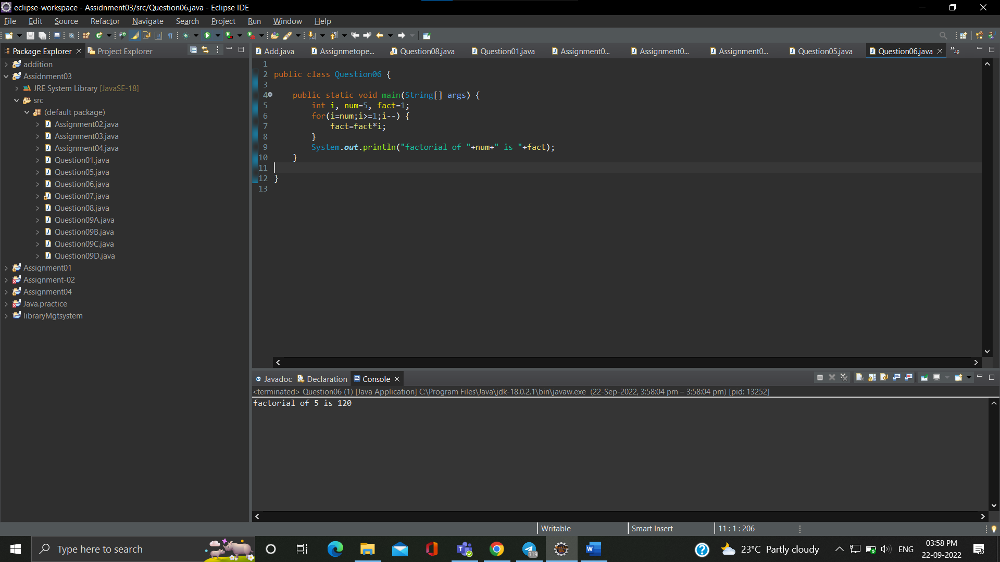 eclipse-workspace - Assidnment03/src/Question06.java - Eclipse IDE
File Edit Source Refactor Navigate Search Project Run Window Help
Package Explorer Project Explorer
Add.java Assignmetope... Question08.java Question01.java Assignment0... Assignment0... Assignment0... Question05.java Question06.java »49
addition
Assidnment03
JRE System Library [JavaSE-18]
src
(default package)
Assignment02.java
Assignment03.java
Assignment04.java
Question01.java
Question05.java
Question06.java
Question07.java
Question08.java
Question09A.java
Question09B.java
Question09C.java
Question09D.java
Assignment01
Assignment-02
Assignment04
Java.practice
libraryMgtsystem
1
2 public class Question06 {
3
4 public static void main(String[] args) {
5 int i, num=5, fact=1;
6 for(i=num;i>=1;i--) {
7 fact=fact*i;
8 }
9 System.out.println("factorial of "+num+" is "+fact);
10 }
11
12 }
13
@ Javadoc Declaration Console
<terminated> Question06 (1) [Java Application] C:\Program Files\Java\jdk-18.0.2.1\bin\javaw.exe (22-Sep-2022, 3:58:04 pm – 3:58:04 pm) [pid: 13252]
factorial of 5 is 120
Writable Smart Insert 11 : 1 : 206
Type here to search
319
23°C Partly cloudy
ENG
03:58 PM
22-09-2022